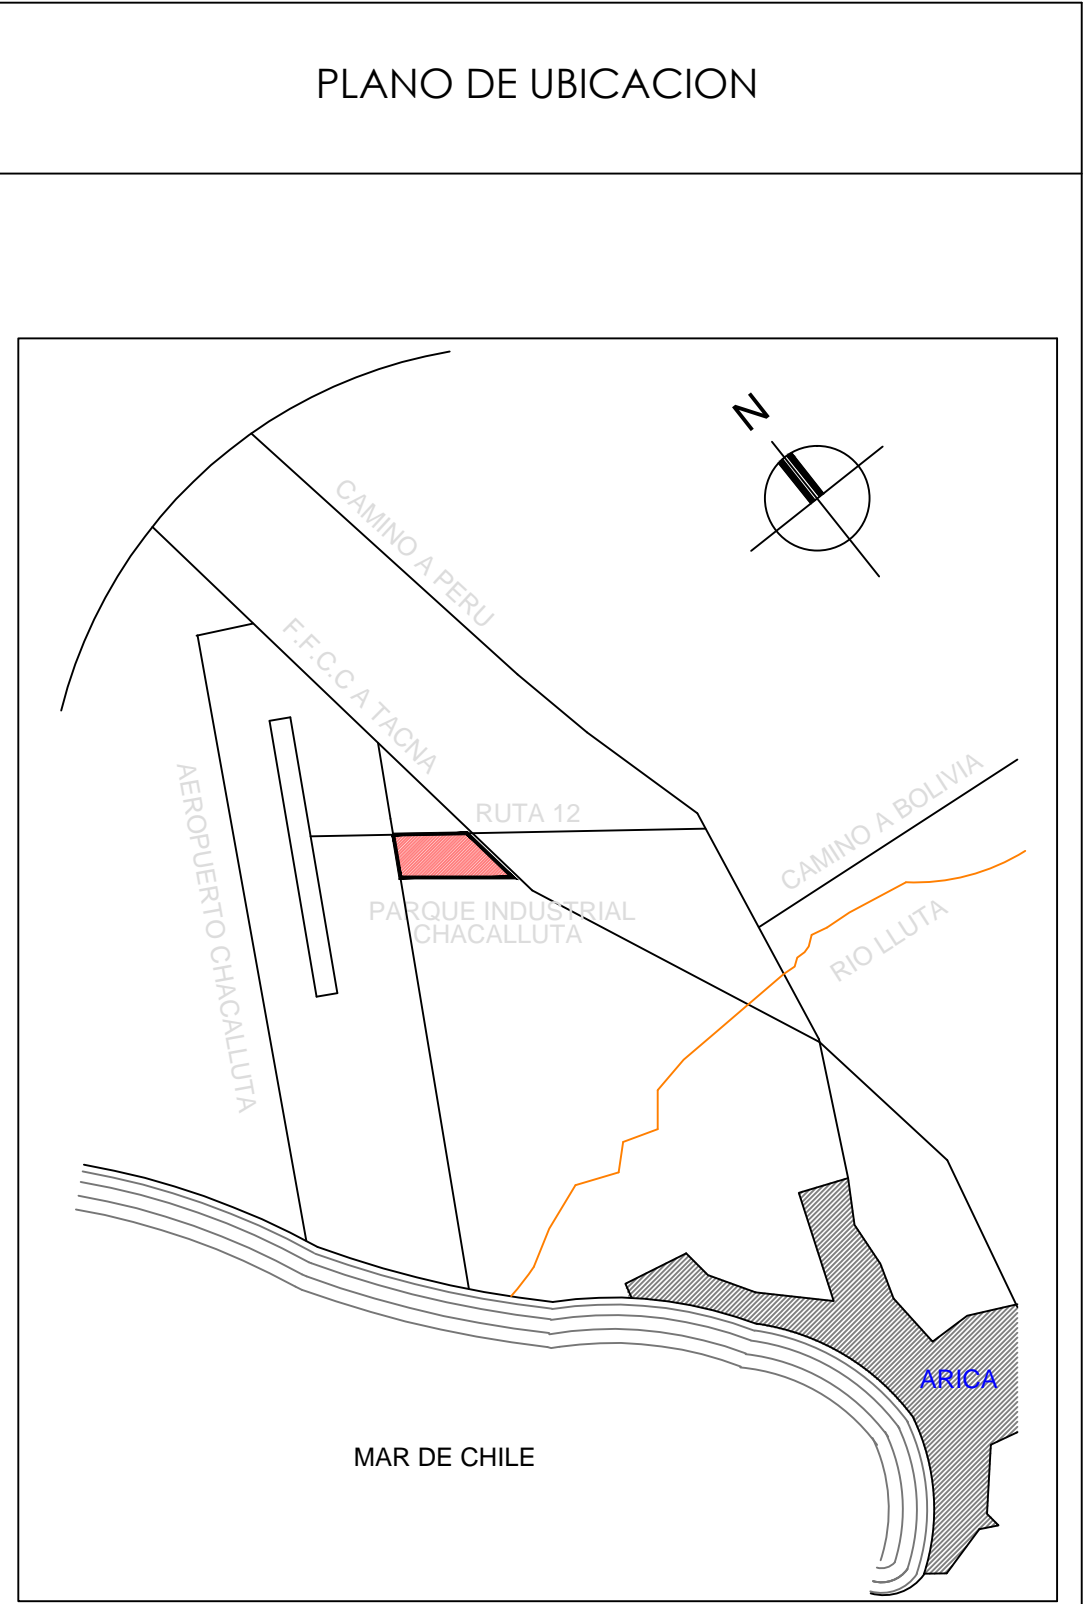 PLANO DE UBICACION
N
CAMINO A PERU
F.F.C.C A TACNA
RUTA 12
CAMINO A BOLIVIA
AEROPUERTO CHACALLUTA
PARQUE INDUSTRIAL
CHACALLUTA
RIO LLUTA
ARICA
MAR DE CHILE